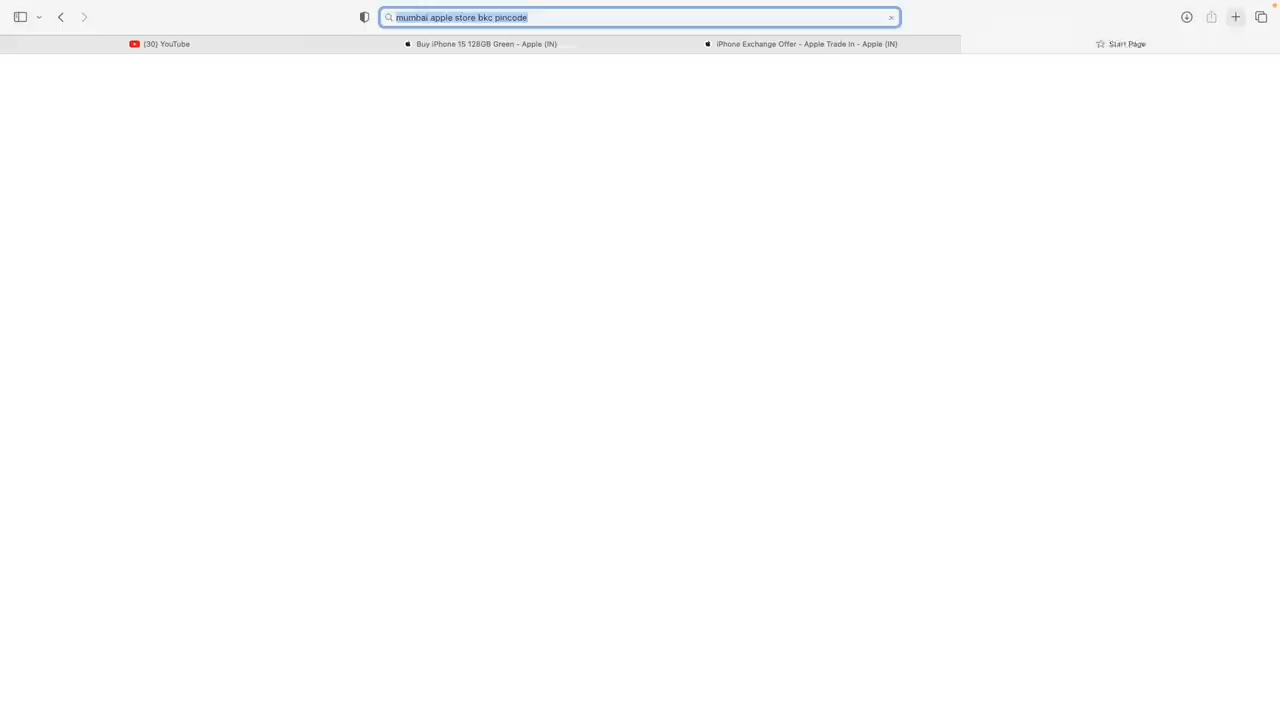 mumbai apple store bkc pincode
(30) YouTube
Buy iPhone 15 128GB Green - Apple (IN)
iPhone Exchange Offer - Apple Trade In - Apple (IN)
Start Page